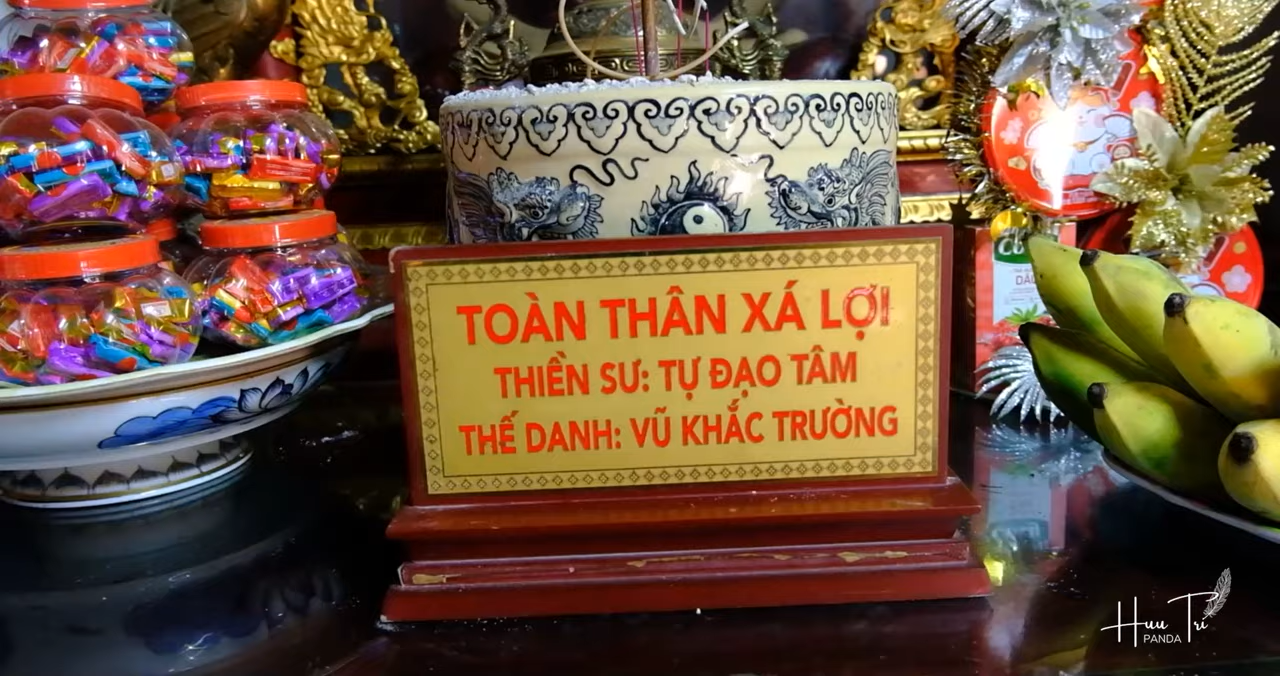 TOÀN THÂN XÁ LỢI
THIỀN SƯ: TỰ ĐẠO TÂM
THẾ DANH: VŨ KHẮC TRƯỜNG
Huu Tri
PANDA